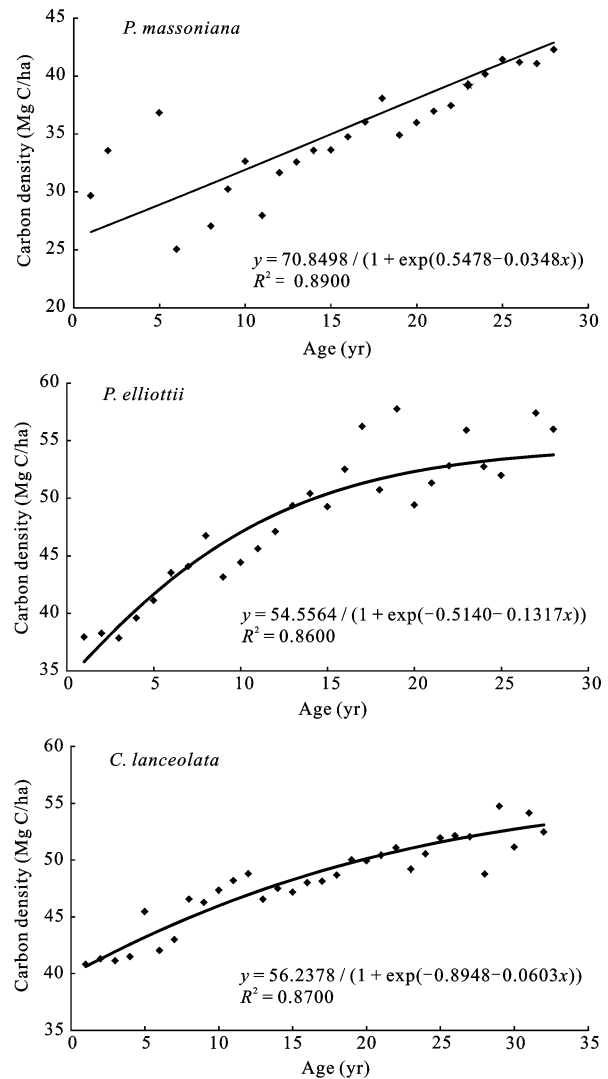 P. massoniana
Carbon density (Mg C/ha)
45
40
35
30
25
20
y = 70.8498 / (1 + exp(0.5478−0.0348x))
R² = 0.8900
0 5 10 15 20 25 30
Age (yr)
P. elliottii
Carbon density (Mg C/ha)
60
55
50
45
40
35
y = 54.5564 / (1 + exp(−0.5140−0.1317x))
R² = 0.8600
0 5 10 15 20 25 30
Age (yr)
C. lanceolata
Carbon density (Mg C/ha)
60
55
50
45
40
35
y = 56.2378 / (1 + exp(−0.8948−0.0603x))
R² = 0.8700
0 5 10 15 20 25 30 35
Age (yr)